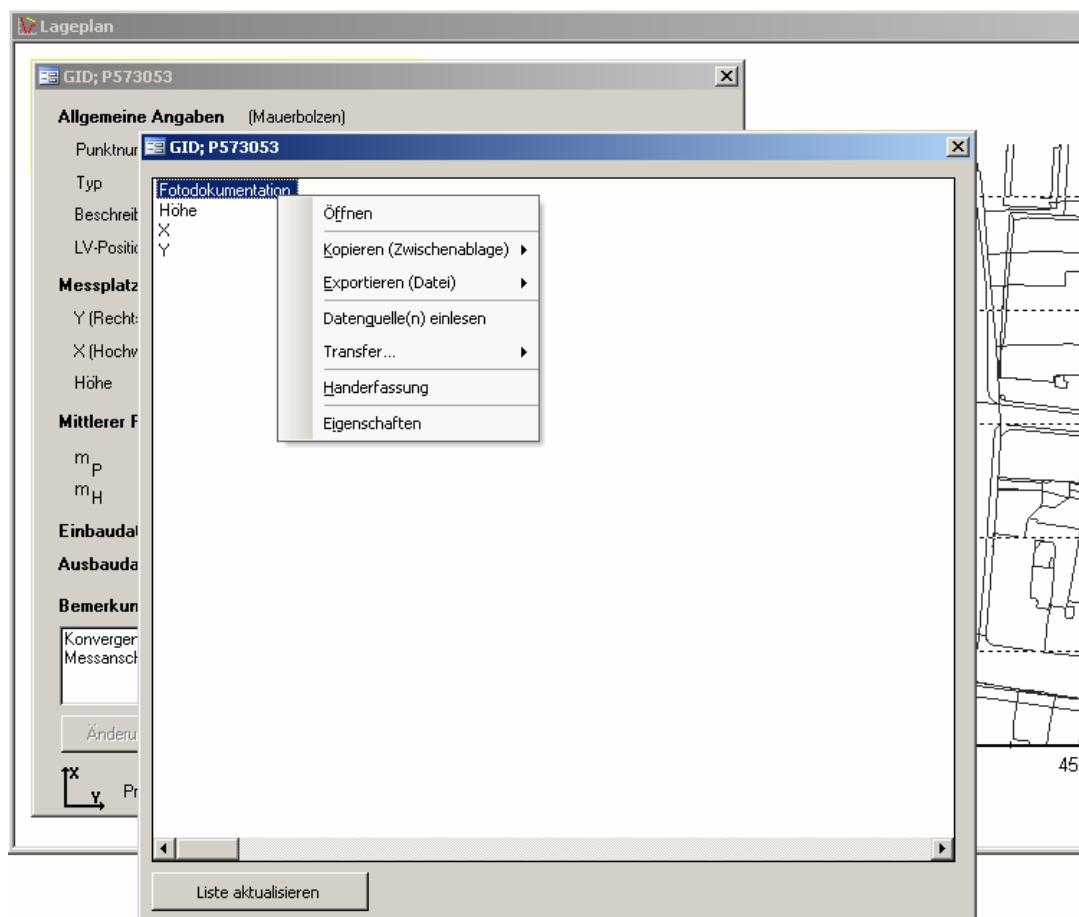 Lageplan
GID; P573053
Allgemeine Angaben (Mauerbolzen)
Punktnur
Typ
Beschreib
LV-Positio
Messplatz
Y (Rechts
X (Hochw
Höhe
Mittlerer F
m P
m H
Einbaudat
Ausbauda
Bemerkun
Konvergen
Messansch
Änderu
X
Y
Pr
GID; P573053
Fotodokumentation
Höhe
X
Y
Öffnen
Kopieren (Zwischenablage)
Exportieren (Datei)
Datenquelle(n) einlesen
Transfer...
Handerfassung
Eigenschaften
Liste aktualisieren
45